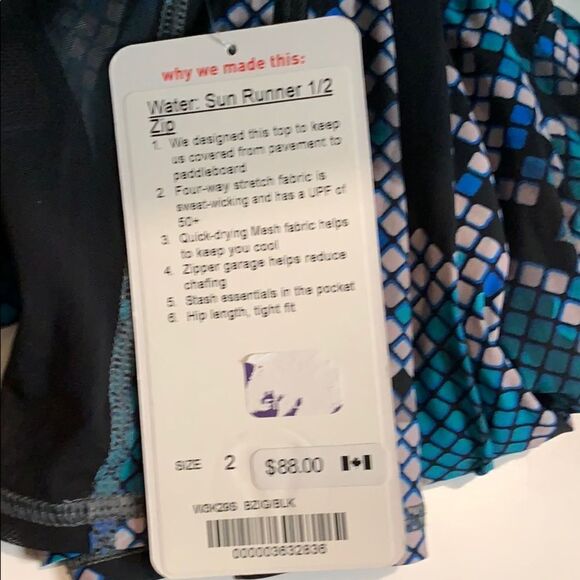 why we made this:
Water: Sun Runner 1/2
Zip
1. We designed this top to keep
us covered from pavement to
paddleboard
2. Four-way stretch fabric is
sweat-wicking and has a UPF of
50+
3. Quick-drying Mesh fabric helps
to keep you cool
4. Zipper garage helps reduce
chafing
5. Stash essentials in the pocket
6. Hip length, tight fit
SIZE 2 $88.00
W3K29S BZIG/BLK
000003632836